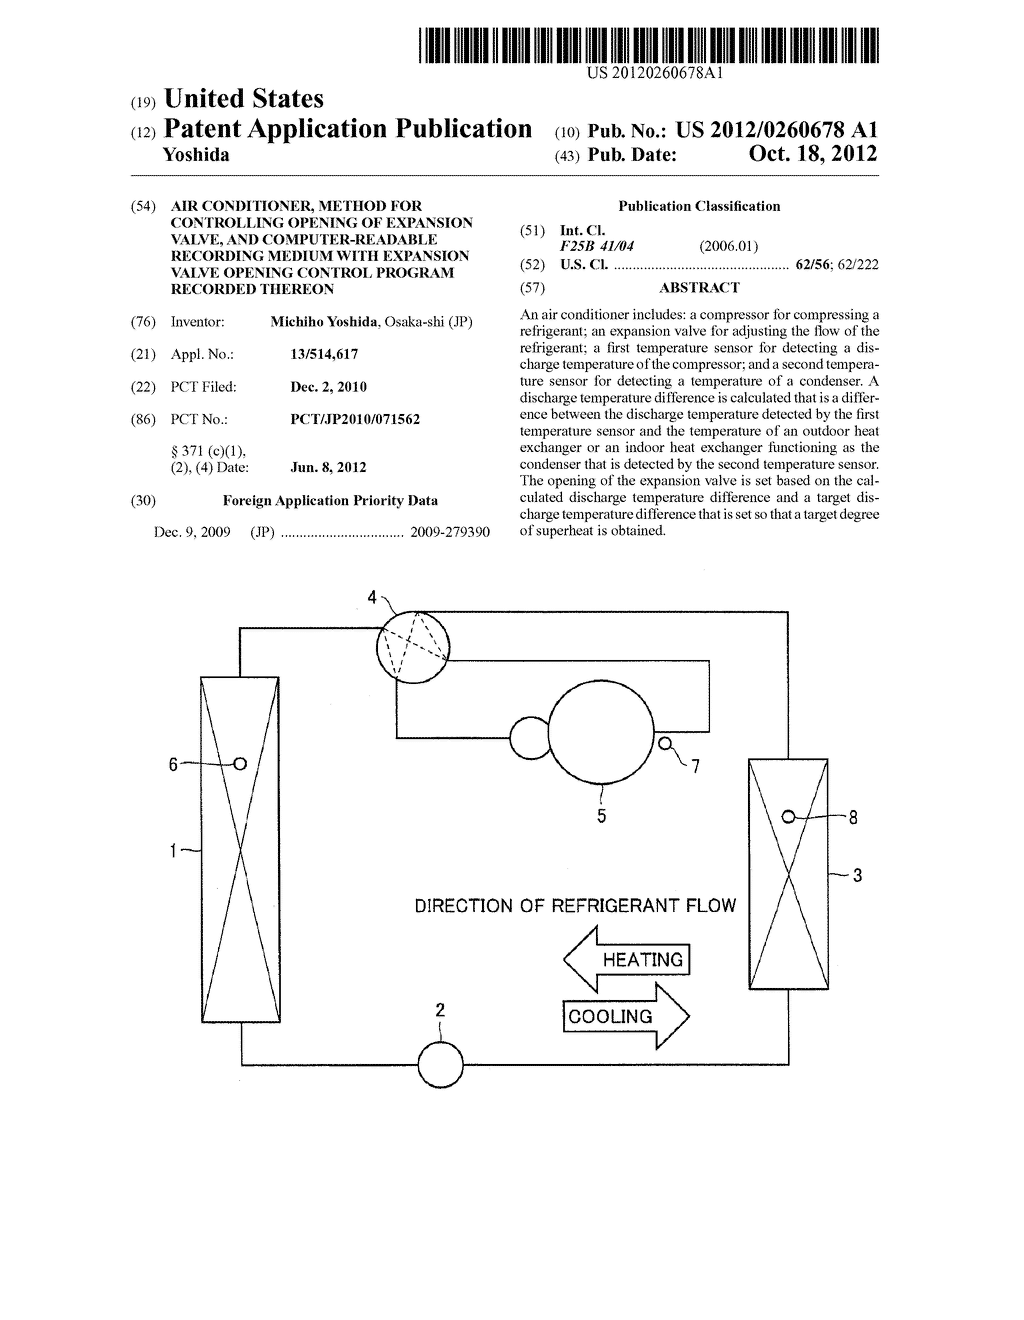 US 20120260678A1
(19) United States
(12) Patent Application Publication
Yoshida
(10) Pub. No.: US 2012/0260678 A1
(43) Pub. Date: Oct. 18, 2012
(54) AIR CONDITIONER, METHOD FOR
CONTROLLING OPENING OF EXPANSION
VALVE, AND COMPUTER-READABLE
RECORDING MEDIUM WITH EXPANSION
VALVE OPENING CONTROL PROGRAM
RECORDED THEREON
(76) Inventor: Michiho Yoshida, Osaka-shi (JP)
(21) Appl. No.: 13/514,617
(22) PCT Filed: Dec. 2, 2010
(86) PCT No.: PCT/JP2010/071562
§ 371 (c)(1),
(2), (4) Date: Jun. 8, 2012
(30) Foreign Application Priority Data
Dec. 9, 2009 (JP) ................................. 2009-279390
Publication Classification
(51) Int. Cl.
F25B 41/04 (2006.01)
(52) U.S. Cl. ............................................... 62/56; 62/222
(57) ABSTRACT
An air conditioner includes: a compressor for compressing a
refrigerant; an expansion valve for adjusting the flow of the
refrigerant; a first temperature sensor for detecting a dis-
charge temperature of the compressor; and a second tempera-
ture sensor for detecting a temperature of a condenser. A
discharge temperature difference is calculated that is a differ-
ence between the discharge temperature detected by the first
temperature sensor and the temperature of an outdoor heat
exchanger or an indoor heat exchanger functioning as the
condenser that is detected by the second temperature sensor.
The opening of the expansion valve is set based on the cal-
culated discharge temperature difference and a target dis-
charge temperature difference that is set so that a target degree
of superheat is obtained.
4
6
7
5
8
1
3
DIRECTION OF REFRIGERANT FLOW
HEATING
2
COOLING